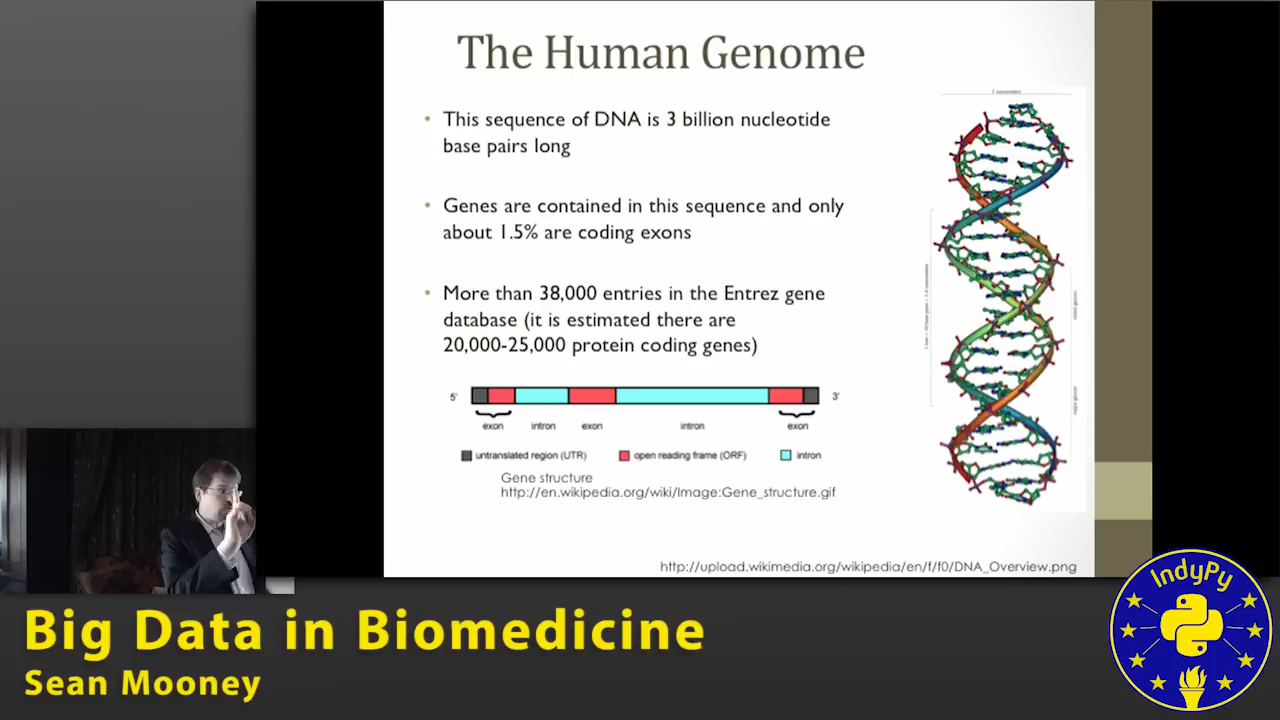 The Human Genome
• This sequence of DNA is 3 billion nucleotide
base pairs long
• Genes are contained in this sequence and only
about 1.5% are coding exons
• More than 38,000 entries in the Entrez gene
database (it is estimated there are
20,000-25,000 protein coding genes)
5' 3'
exon intron exon intron exon
untranslated region (UTR) open reading frame (ORF) intron
Gene structure
http://en.wikipedia.org/wiki/Image:Gene_structure.gif
http://upload.wikimedia.org/wikipedia/en/f/f0/DNA_Overview.png
Big Data in Biomedicine
Sean Mooney
IndyPy